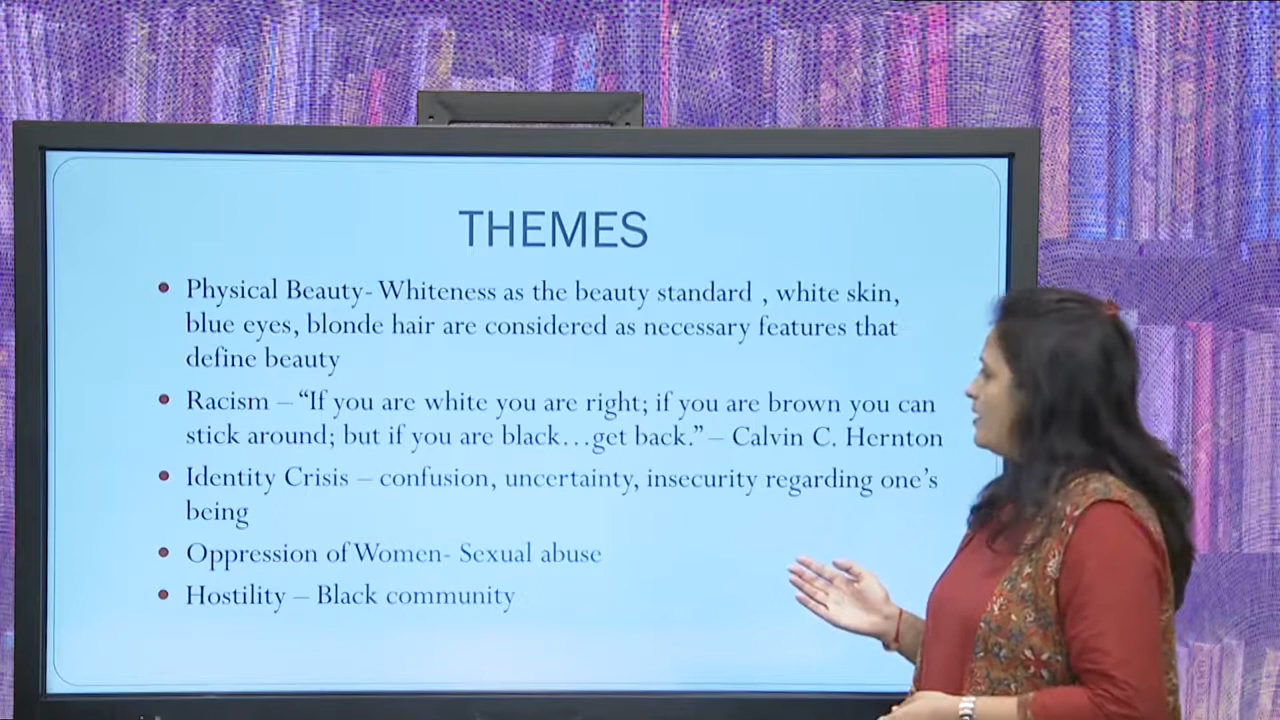 THEMES
• Physical Beauty- Whiteness as the beauty standard , white skin,
blue eyes, blonde hair are considered as necessary features that
define beauty
• Racism – “If you are white you are right; if you are brown you can
stick around; but if you are black…get back.” – Calvin C. Hernton
• Identity Crisis – confusion, uncertainty, insecurity regarding one’s
being
• Oppression of Women- Sexual abuse
• Hostility – Black community